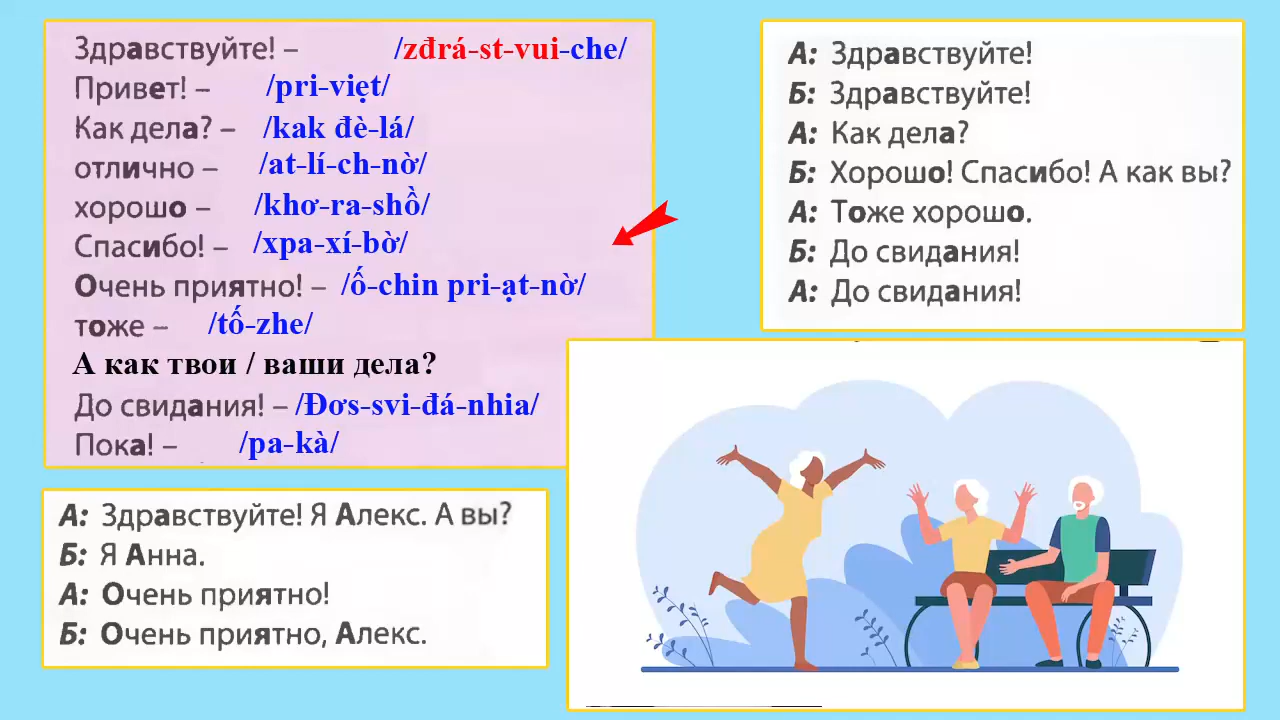 Здравствуйте! – /zđrá-st-vui-che/
Привет! – /pri-viẹt/
Как дела? – /kak đè-lá/
отлично – /at-lí-ch-nờ/
хорошо – /khơ-ra-shồ/
Спасибо! – /xpa-xí-bờ/
Очень приятно! – /ố-chin pri-ạt-nờ/
тоже – /tố-zhe/
А как твои / ваши дела?
До свидания! – /Đơs-svi-đá-nhia/
Пока! – /pa-kà/
А: Здравствуйте!
Б: Здравствуйте!
А: Как дела?
Б: Хорошо! Спасибо! А как вы?
А: Тоже хорошо.
Б: До свидания!
А: До свидания!
А: Здравствуйте! Я Алекс. А вы?
Б: Я Анна.
А: Очень приятно!
Б: Очень приятно, Алекс.